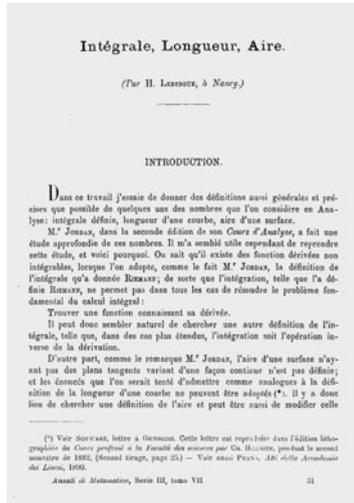 Intégrale, Longueur, Aire.
(Par H. LEBESGUE, à Nancy.)
INTRODUCTION.
Dans ce travail j'essaie de donner des définitions aussi générales et pré-
cises que possible de quelques uns des nombres que l'on considère en Ana-
lyse: intégrale définie, longueur d'une courbe, aire d'une surface.
M.r JORDAN, dans la seconde édition de son Cours d'Analyse, a fait une
étude approfondie de ces nombres. Il m'a semblé utile cependant de reprendre
cette étude, et voici pourquoi. On sait qu'il existe des fonction dérivées non
intégrables, lorsque l'on adopte, comme le fait M.r JORDAN, la définition de
l'intégrale qu'a donnée RIEMANN; de sorte que l'intégration, telle que l'a dé-
finie RIEMANN, ne permet pas dans tous les cas de résoudre le problème fon-
damental du calcul intégral:
Trouver une fonction connaissant sa dérivée.
Il peut donc sembler naturel de chercher une autre définition de l'in-
tégrale, telle que, dans des cas plus étendus, l'intégration soit l'opération in-
verse de la dérivation.
D'autre part, comme le remarque M.r JORDAN, l'aire d'une surface n'ay-
ant pas des plans tangents variant d'une façon continue n'est pas définie;
et les énoncés que l'on serait tenté d'admettre comme analogues à la défi-
nition de la longueur d'une courbe ne peuvent être adoptés (*). Il y a donc
lieu de chercher une définition de l'aire et peut être aussi de modifier celle
(*) Voir SCHWARZ, lettre à GENOCCHI. Cette lettre est reproduite dans l'édition litho-
graphiée du Cours professé à la Faculté des sciences par CH. HERMITE, pendant le second
semestre de 1882, (Second tirage, page 25.) — Voir aussi PEANO, Atti della Accademia
dei Lincei, 1890.
Annali di Matematica, Serie III, tomo VII 31